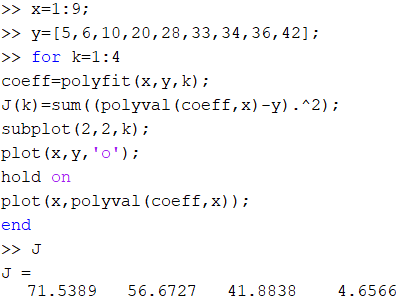 >> x=1:9;
>> y=[5,6,10,20,28,33,34,36,42];
>> for k=1:4
coeff=polyfit(x,y,k);
J(k)=sum((polyval(coeff,x)-y).^2);
subplot(2,2,k);
plot(x,y,'o');
hold on
plot(x,polyval(coeff,x));
end
>> J
J =
71.5389 56.6727 41.8838 4.6566